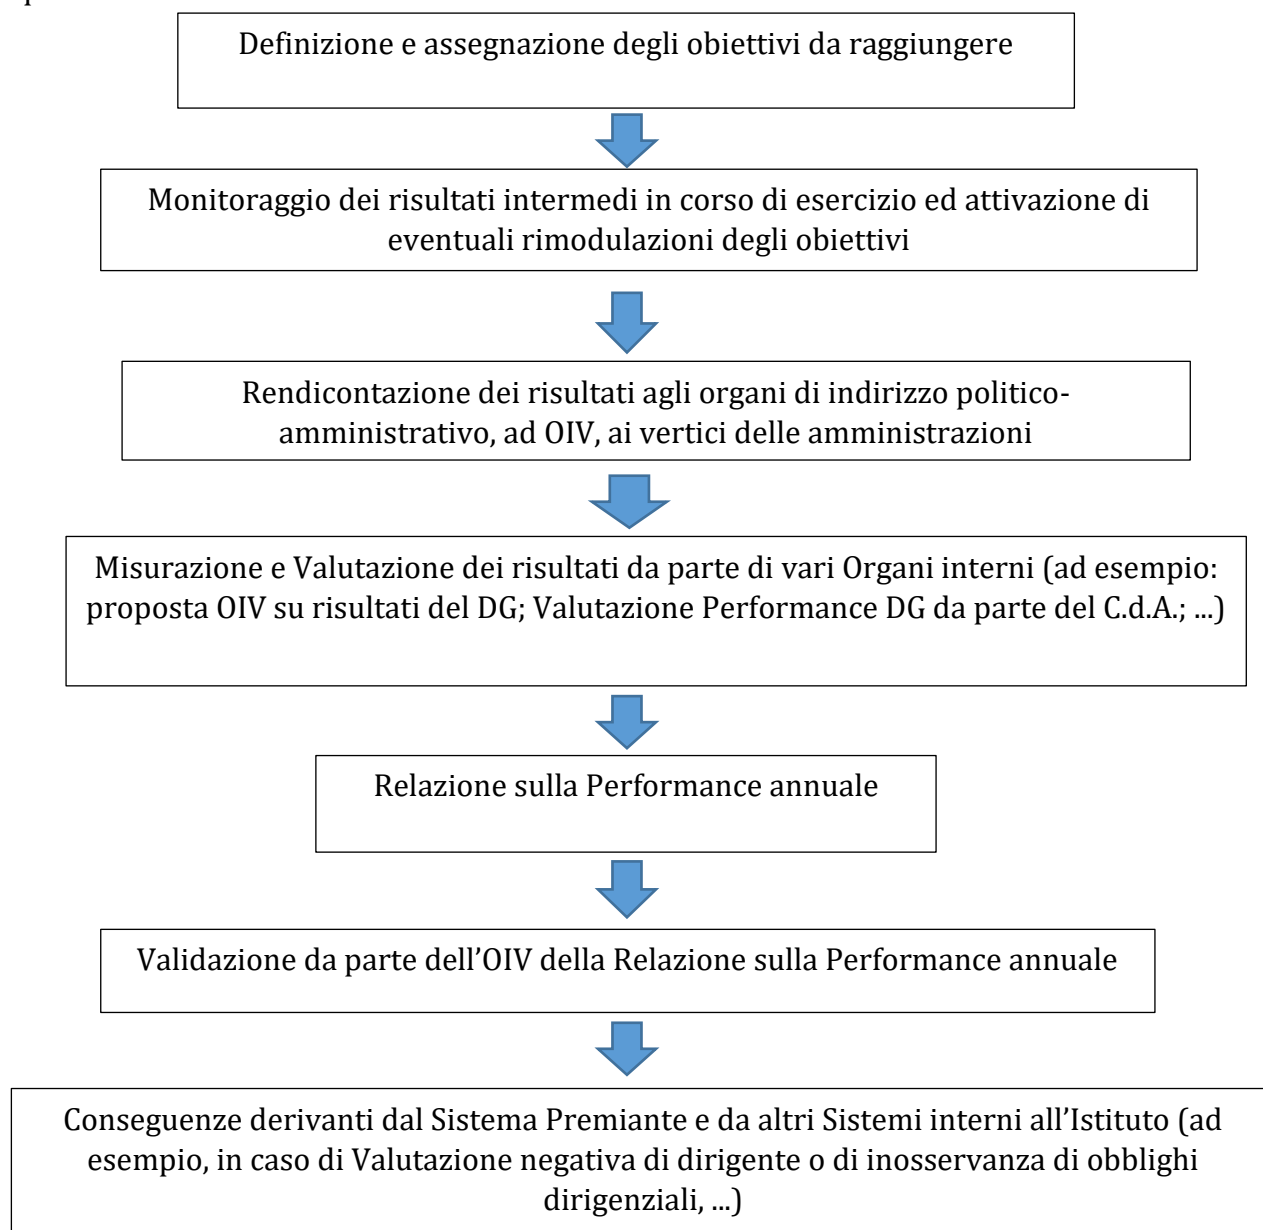 Definizione e assegnazione degli obiettivi da raggiungere
Monitoraggio dei risultati intermedi in corso di esercizio ed attivazione di
eventuali rimodulazioni degli obiettivi
Rendicontazione dei risultati agli organi di indirizzo politico-
amministrativo, ad OIV, ai vertici delle amministrazioni
Misurazione e Valutazione dei risultati da parte di vari Organi interni (ad esempio:
proposta OIV su risultati del DG; Valutazione Performance DG da parte del C.d.A.; ...)
Relazione sulla Performance annuale
Validazione da parte dell’OIV della Relazione sulla Performance annuale
Conseguenze derivanti dal Sistema Premiante e da altri Sistemi interni all’Istituto (ad
esempio, in caso di Valutazione negativa di dirigente o di inosservanza di obblighi
dirigenziali, ...)